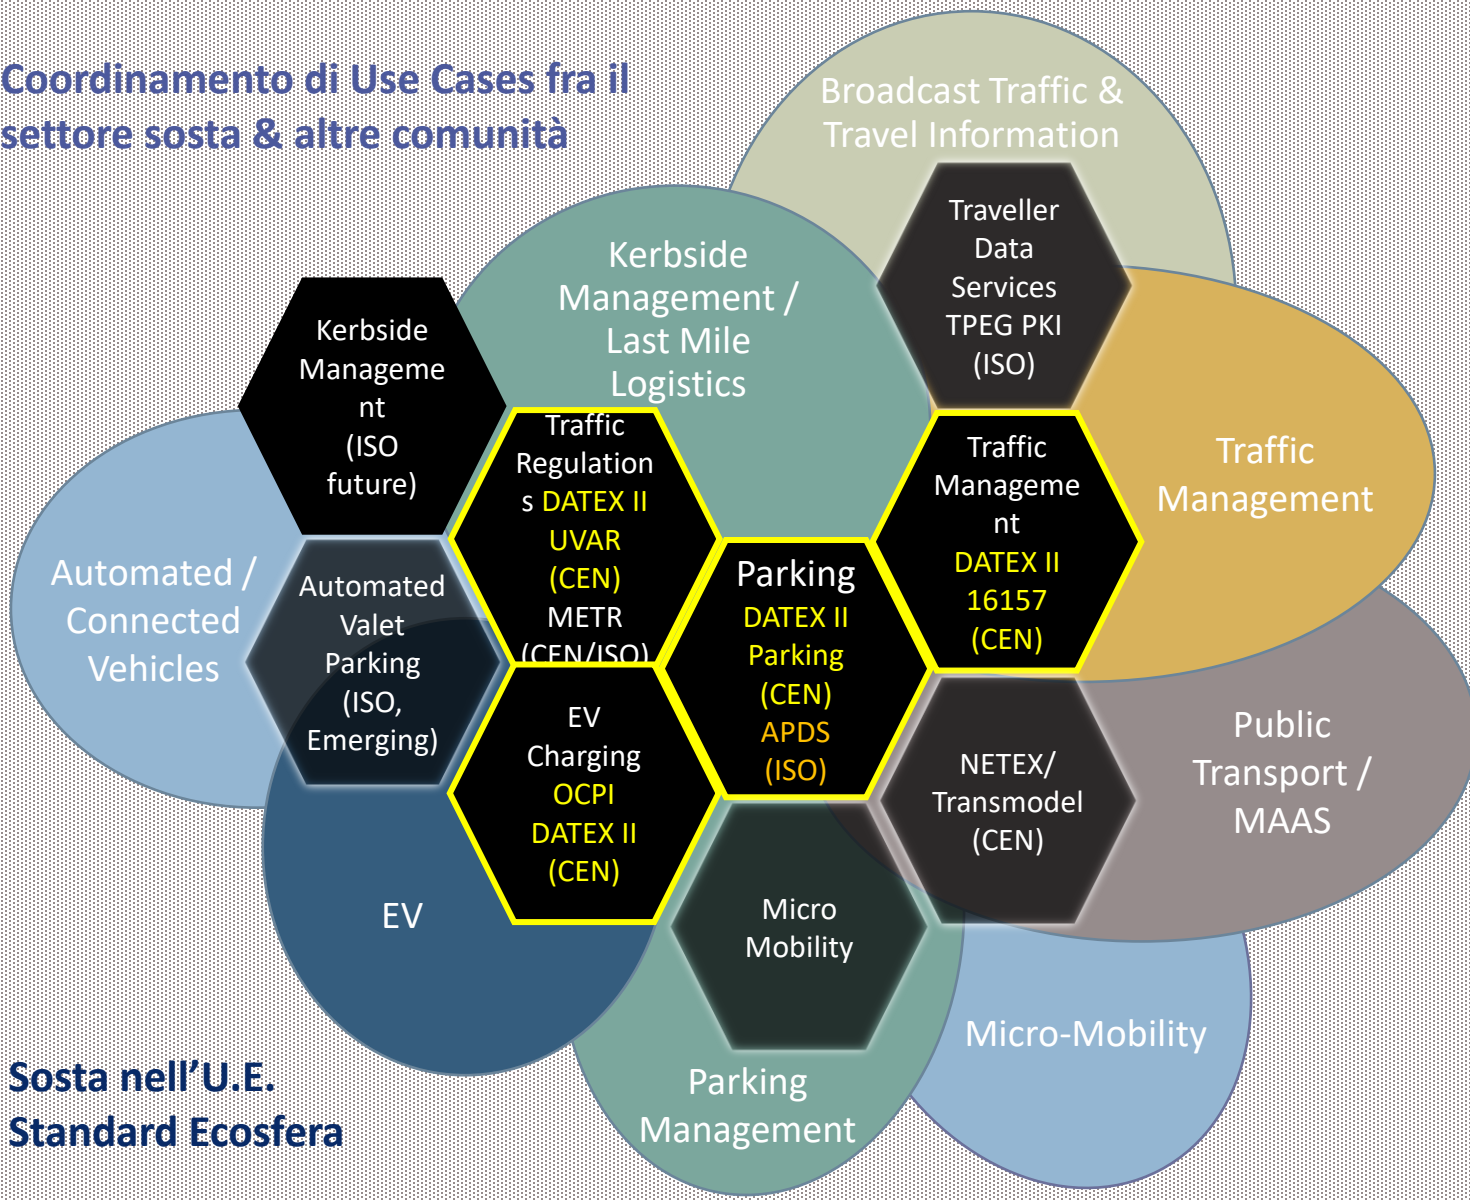 Coordinamento di Use Cases fra il
settore sosta & altre comunità
Broadcast Traffic &
Travel Information
Traveller
Data
Services
TPEG PKI
(ISO)
Kerbside
Management /
Last Mile
Logistics
Kerbside
Manageme
nt
(ISO
future)
Traffic
Regulation
s DATEX II
UVAR
(CEN)
METR
(CEN/ISO)
Traffic
Manageme
nt
DATEX II
16157
(CEN)
Traffic
Management
Automated /
Connected
Vehicles
Automated
Valet
Parking
(ISO,
Emerging)
Parking
DATEX II
Parking
(CEN)
APDS
(ISO)
EV
Charging
OCPI
DATEX II
(CEN)
NETEX/
Transmodel
(CEN)
Public
Transport /
MAAS
EV
Micro
Mobility
Micro-Mobility
Parking
Management
Sosta nell’U.E.
Standard Ecosfera